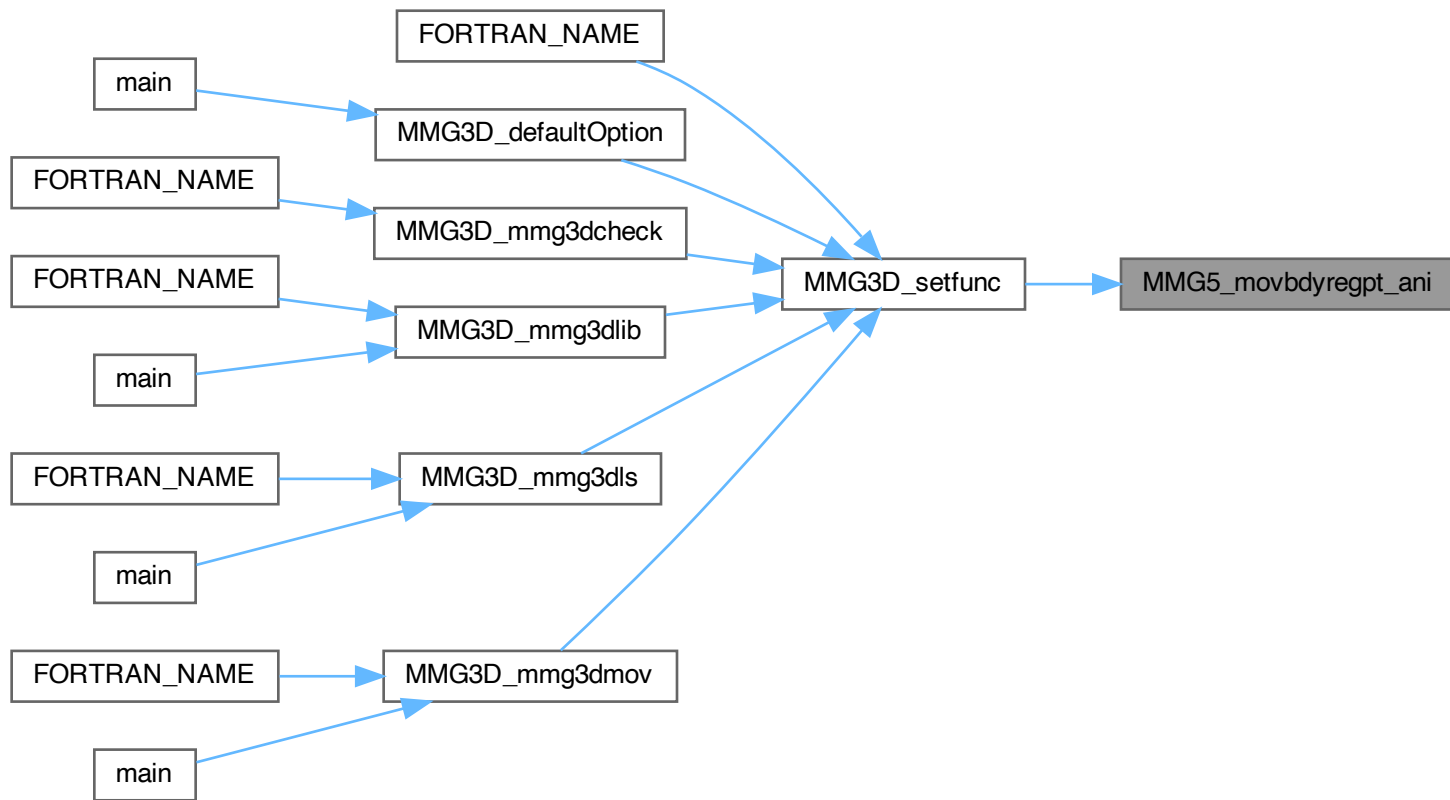 FORTRAN_NAME
main
MMG3D_defaultOption
FORTRAN_NAME
MMG3D_mmg3dcheck
FORTRAN_NAME
MMG3D_setfunc
MMG5_movbdyregpt_ani
MMG3D_mmg3dlib
main
FORTRAN_NAME
MMG3D_mmg3dls
main
FORTRAN_NAME
MMG3D_mmg3dmov
main